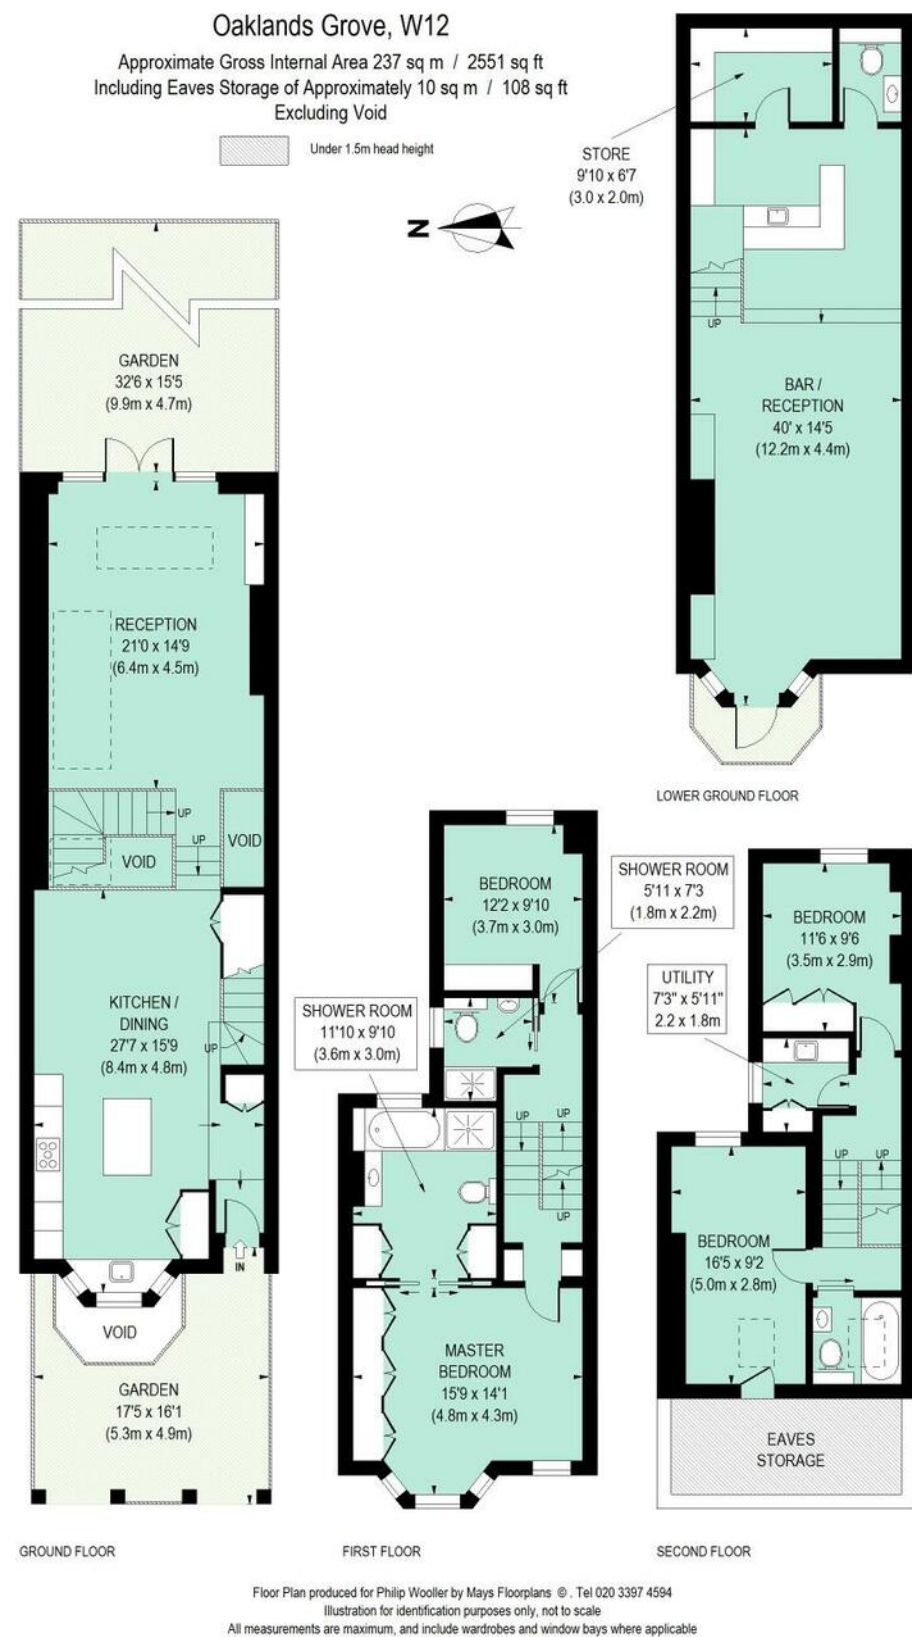 Oaklands Grove, W12
Approximate Gross Internal Area 237 sq m / 2551 sq ft
Including Eaves Storage of Approximately 10 sq m / 108 sq ft
Excluding Void
Under 1.5m head height
N
GARDEN
32'6 x 15'5
(9.9m x 4.7m)
RECEPTION
21'0 x 14'9
(6.4m x 4.5m)
UP
UP
VOID
VOID
KITCHEN /
DINING
27'7 x 15'9
(8.4m x 4.8m)
UP
IN
VOID
GARDEN
17'5 x 16'1
(5.3m x 4.9m)
GROUND FLOOR
STORE
9'10 x 6'7
(3.0 x 2.0m)
UP
BAR /
RECEPTION
40' x 14'5
(12.2m x 4.4m)
LOWER GROUND FLOOR
BEDROOM
12'2 x 9'10
(3.7m x 3.0m)
SHOWER ROOM
5'11 x 7'3
(1.8m x 2.2m)
SHOWER ROOM
11'10 x 9'10
(3.6m x 3.0m)
UP
UP
UP
MASTER
BEDROOM
15'9 x 14'1
(4.8m x 4.3m)
FIRST FLOOR
BEDROOM
11'6 x 9'6
(3.5m x 2.9m)
UTILITY
7'3" x 5'11"
2.2 x 1.8m
UP
UP
BEDROOM
16'5 x 9'2
(5.0m x 2.8m)
EAVES
STORAGE
SECOND FLOOR
Floor Plan produced for Philip Wooller by Mays Floorplans © . Tel 020 3397 4594
Illustration for identification purposes only, not to scale
All measurements are maximum, and include wardrobes and window bays where applicable